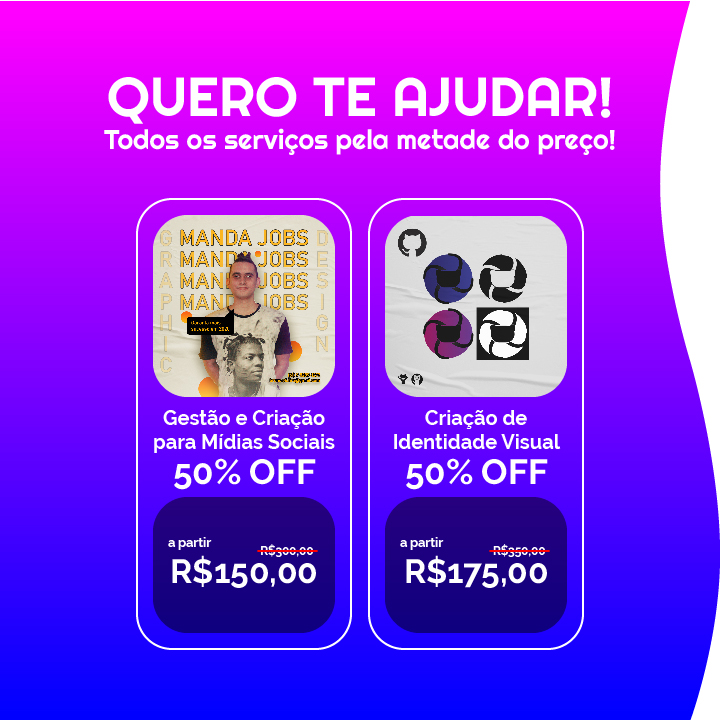 QUERO TE AJUDAR!
Todos os serviços pela metade do preço!
GRAPHIC
MANDA JOBS
MANDA JOBS
MANDA JOBS
MANDA JOBS
DESIGN
Gestão e Criação
para Mídias Sociais
50% OFF
a partir
R$300,00
R$150,00
Criação de
Identidade Visual
50% OFF
a partir
R$350,00
R$175,00